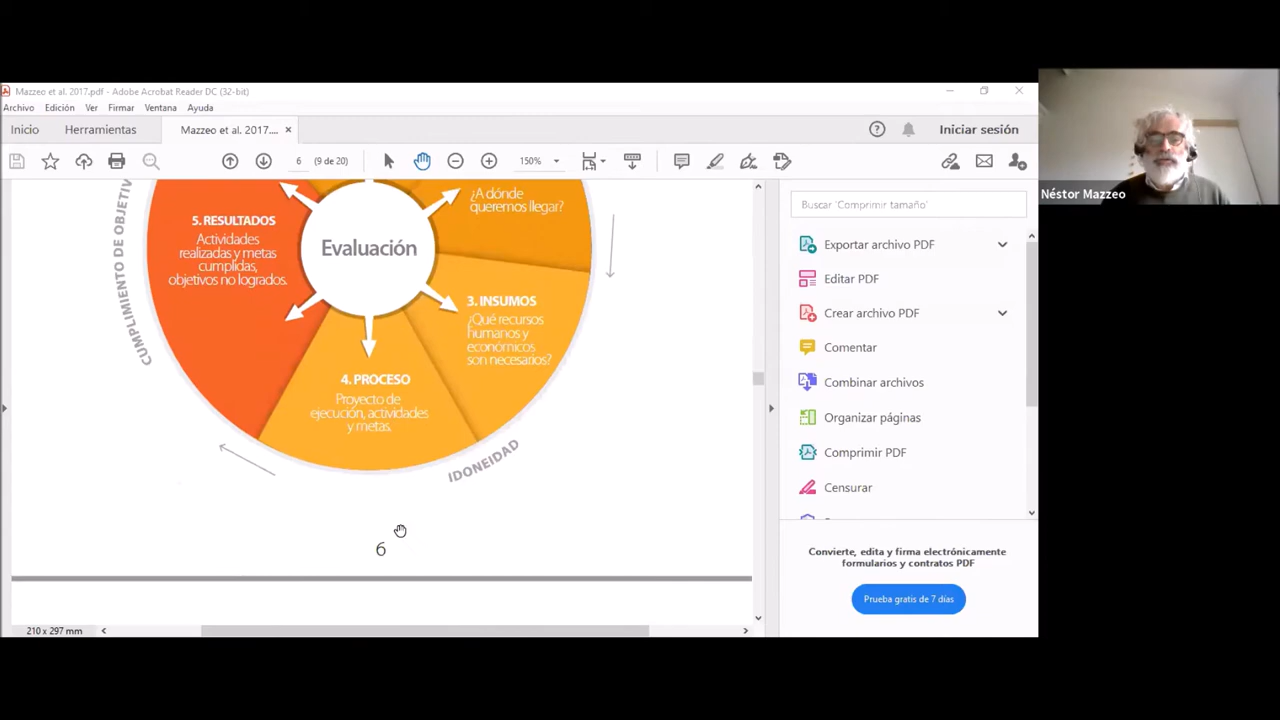 Mazzeo et al. 2017.pdf - Adobe Acrobat Reader DC (32-bit)
Archivo Edición Ver Firmar Ventana Ayuda
Inicio Herramientas Mazzeo et al. 2017.... × Iniciar sesión
6 (9 de 20) 150%
CUMPLIMIENTO DE OBJETIV
5. RESULTADOS
Actividades
realizadas y metas
cumplidas,
objetivos no logrados.
Evaluación
¿A dónde
queremos llegar?
3. INSUMOS
¿Qué recursos
humanos y
económicos
son necesarios?
4. PROCESO
Proyecto de
ejecución, actividades
y metas.
IDONEIDAD
6
210 x 297 mm
Buscar 'Comprimir tamaño'
Exportar archivo PDF
Editar PDF
Crear archivo PDF
Comentar
Combinar archivos
Organizar páginas
Comprimir PDF
Censurar
Convierte, edita y firma electrónicamente
formularios y contratos PDF
Prueba gratis de 7 días
Néstor Mazzeo